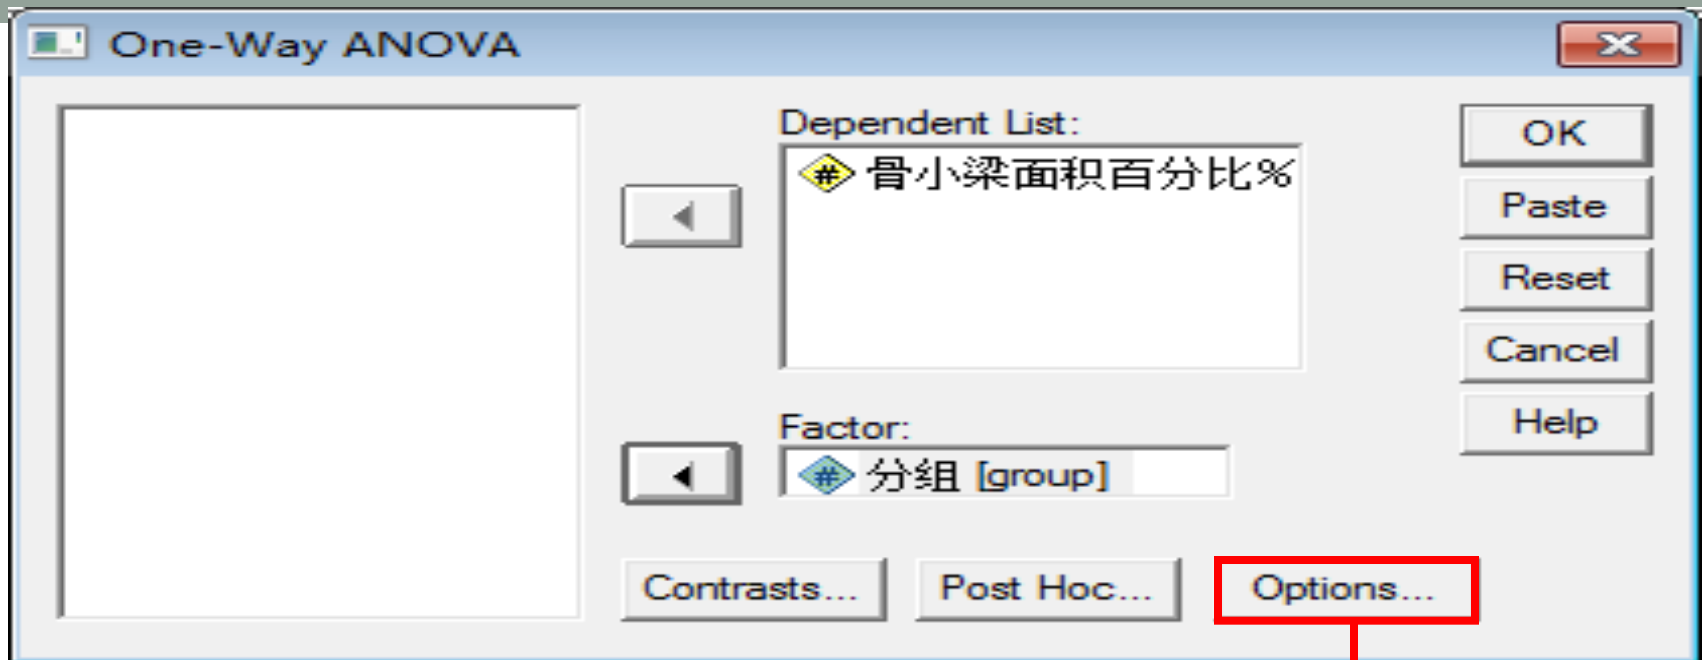 One-Way ANOVA
Dependent List:
# 骨小梁面积百分比%
Factor:
# 分组 [group]
OK
Paste
Reset
Cancel
Help
Contrasts...
Post Hoc...
Options...